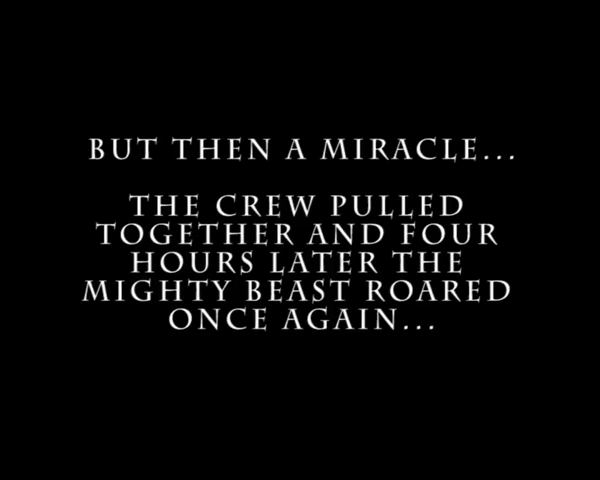 BUT THEN A MIRACLE...
THE CREW PULLED
TOGETHER AND FOUR
HOURS LATER THE
MIGHTY BEAST ROARED
ONCE AGAIN...